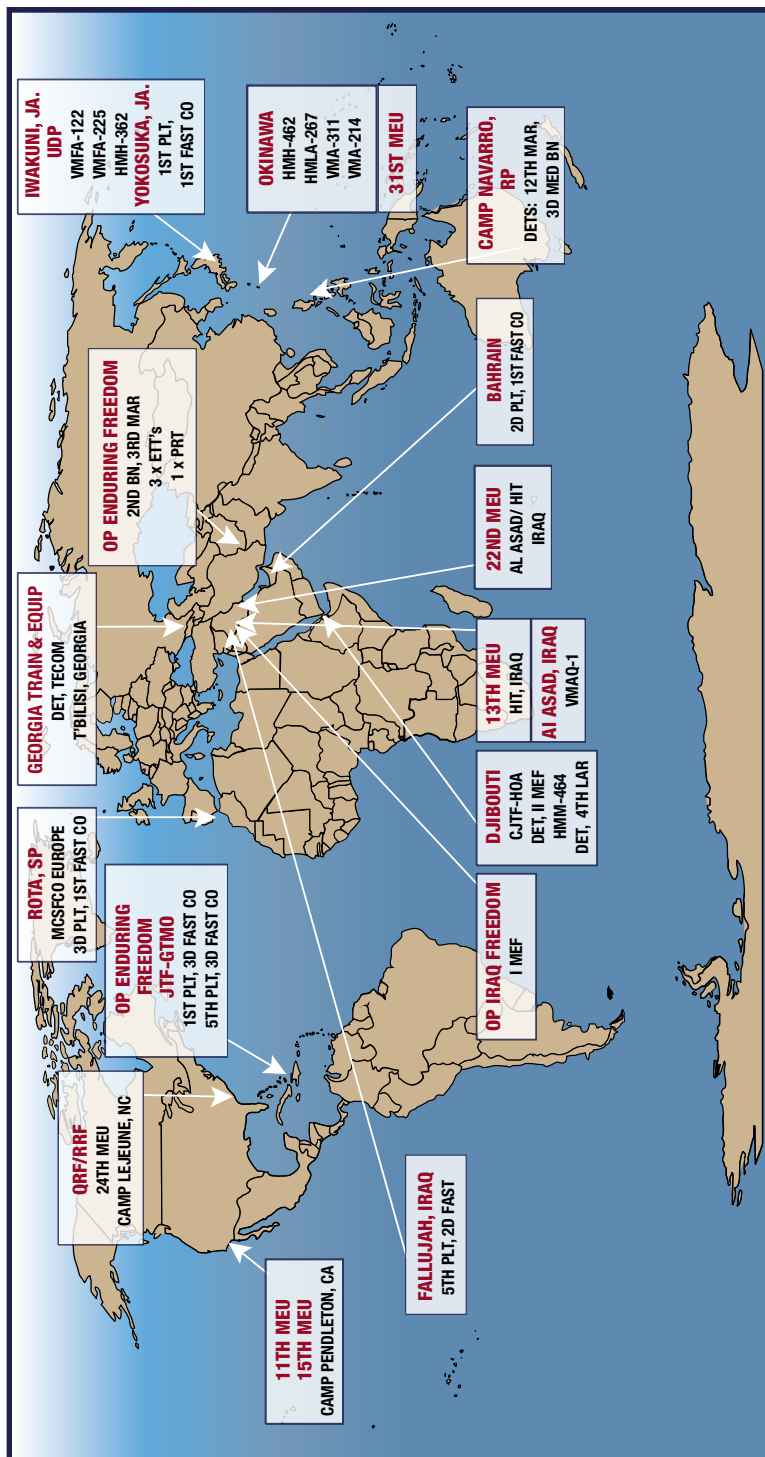 11TH MEU
15TH MEU
CAMP PENDLETON, CA
QRF/RRF
24TH MEU
CAMP LEJEUNE, NC
OP ENDURING
FREEDOM
JTF-GTMO
1ST PLT, 3D FAST CO
5TH PLT, 3D FAST CO
ROTA, SP
MCSFCO EUROPE
3D PLT, 1ST FAST CO
GEORGIA TRAIN & EQUIP
DET, TECOM
T'BILISI, GEORGIA
OP ENDURING FREEDOM
2ND BN, 3RD MAR
3 x ETT's
1 x PRT
IWAKUNI, JA.
UDP
VMFA-122
VMFA-225
HMH-362
YOKOSUKA, JA.
1ST PLT,
1ST FAST CO
OKINAWA
HMH-462
HMLA-267
VMA-311
VMA-214
31ST MEU
CAMP NAVARRO,
RP
DETS: 12TH MAR,
3D MED BN
BAHRAIN
2D PLT, 1ST FAST CO
22ND MEU
AL ASAD/ HIT
IRAQ
13TH MEU
HIT, IRAQ
Al ASAD, IRAQ
VMAQ-1
DJIBOUTI
CJTF-HOA
DET, II MEF
HMM-464
DET, 4TH LAR
OP IRAQ FREEDOM
I MEF
FALLUJAH, IRAQ
5TH PLT, 2D FAST